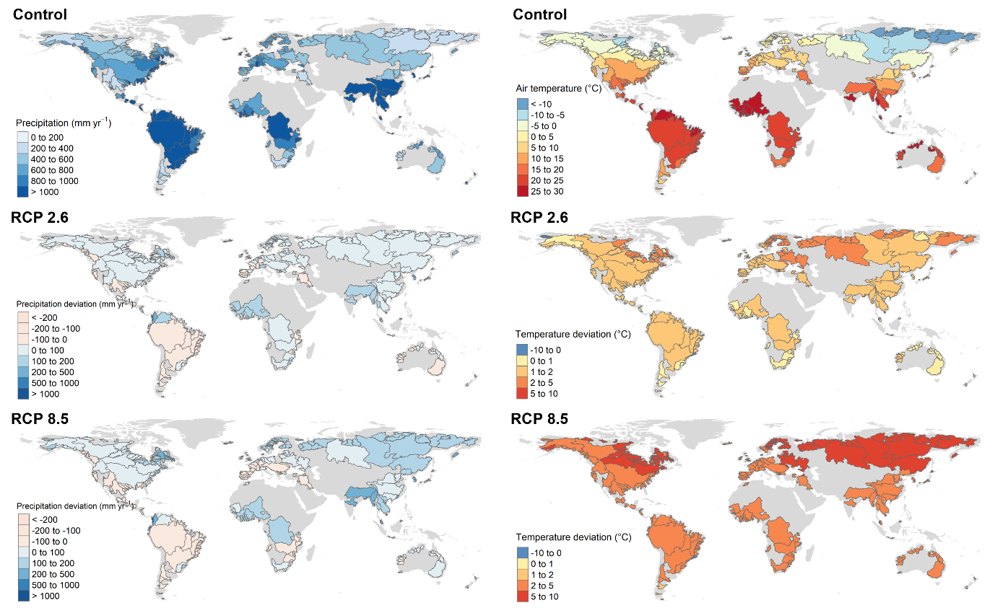 Control
Precipitation (mm yr−1)
0 to 200
200 to 400
400 to 600
600 to 800
800 to 1000
> 1000
Control
Air temperature (°C)
< -10
-10 to -5
-5 to 0
0 to 5
5 to 10
10 to 15
15 to 20
20 to 25
25 to 30
RCP 2.6
Precipitation deviation (mm yr−1)
< -200
-200 to -100
-100 to 0
0 to 100
100 to 200
200 to 500
500 to 1000
> 1000
RCP 2.6
Temperature deviation (°C)
-10 to 0
0 to 1
1 to 2
2 to 5
5 to 10
RCP 8.5
Precipitation deviation (mm yr−1)
< -200
-200 to -100
-100 to 0
0 to 100
100 to 200
200 to 500
500 to 1000
> 1000
RCP 8.5
Temperature deviation (°C)
-10 to 0
0 to 1
1 to 2
2 to 5
5 to 10